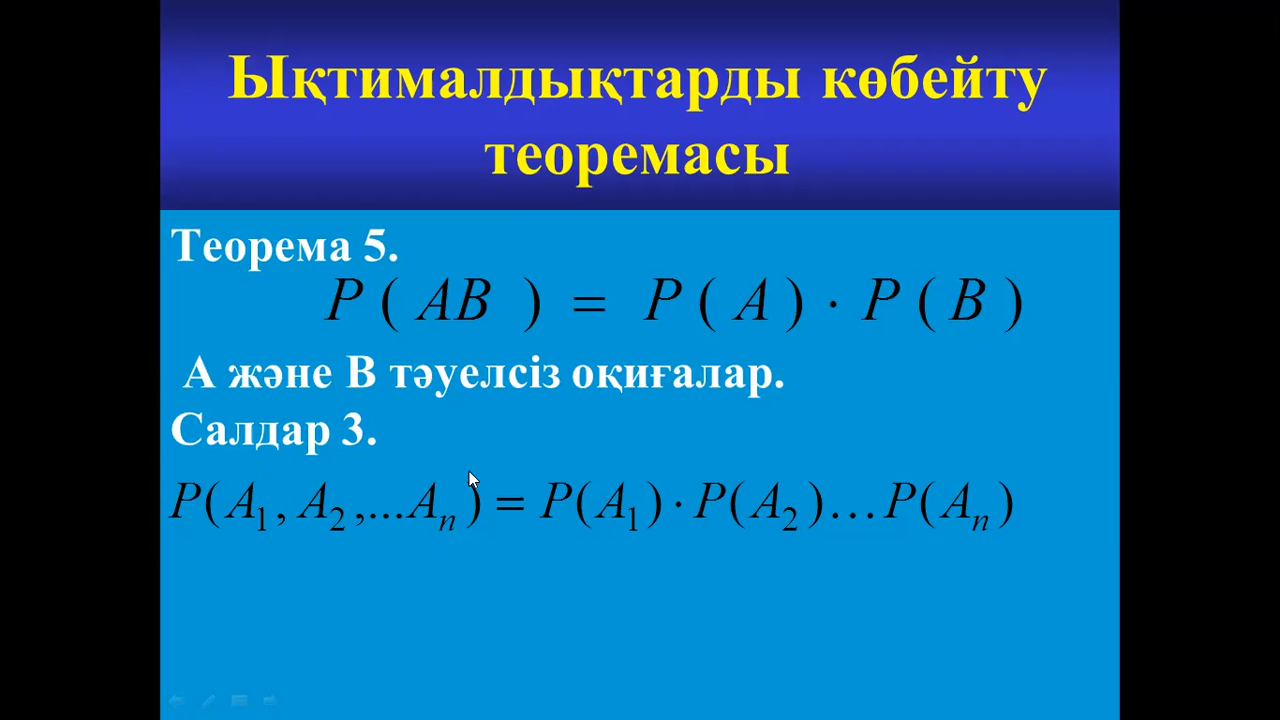 Ықтималдықтарды көбейту
теоремасы
Теорема 5.
P ( AB ) = P ( A ) · P ( B )
А және В тәуелсіз оқиғалар.
Салдар 3.
P(A₁, A₂,...Aₙ) = P(A₁)·P(A₂)…P(Aₙ)